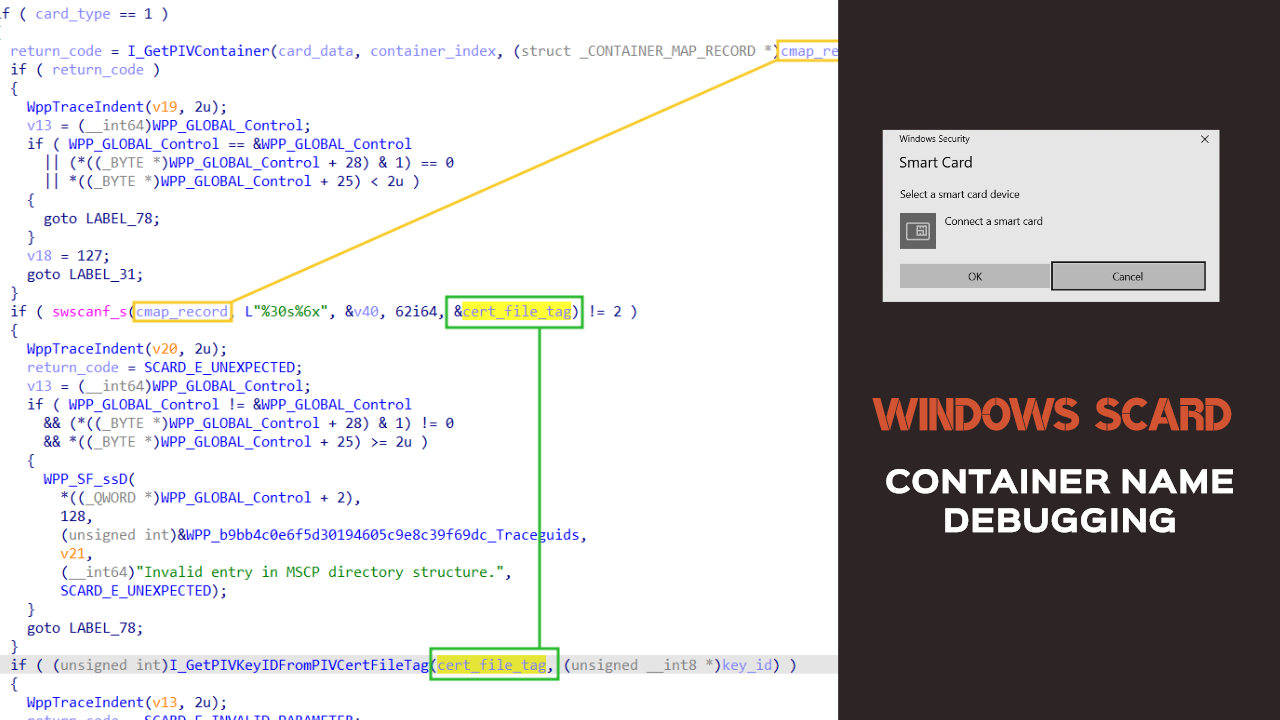 if ( card_type == 1 )
{
return_code = I_GetPIVContainer(card_data, container_index, (struct _CONTAINER_MAP_RECORD *)cmap_re
if ( return_code )
{
WppTraceIndent(v19, 2u);
v13 = (__int64)WPP_GLOBAL_Control;
if ( WPP_GLOBAL_Control == &WPP_GLOBAL_Control
|| (*((_BYTE *)WPP_GLOBAL_Control + 28) & 1) == 0
|| *((_BYTE *)WPP_GLOBAL_Control + 25) < 2u )
{
goto LABEL_78;
}
v18 = 127;
goto LABEL_31;
}
if ( swscanf_s(cmap_record, L"%30s%6x", &v40, 62i64, &cert_file_tag) != 2 )
{
WppTraceIndent(v20, 2u);
return_code = SCARD_E_UNEXPECTED;
v13 = (__int64)WPP_GLOBAL_Control;
if ( WPP_GLOBAL_Control != &WPP_GLOBAL_Control
&& (*((_BYTE *)WPP_GLOBAL_Control + 28) & 1) != 0
&& *((_BYTE *)WPP_GLOBAL_Control + 25) >= 2u )
{
WPP_SF_ssD(
*((_QWORD *)WPP_GLOBAL_Control + 2),
128,
(unsigned int)&WPP_b9bb4c0e6f5d30194605c9e8c39f69dc_Traceguids,
v21,
(__int64)"Invalid entry in MSCP directory structure.",
SCARD_E_UNEXPECTED);
}
goto LABEL_78;
}
if ( (unsigned int)I_GetPIVKeyIDFromPIVCertFileTag(cert_file_tag, (unsigned __int8 *)key_id) )
{
WppTraceIndent(v13, 2u);
return_code = SCARD_E_INVALID_PARAMETER;
Windows Security
Smart Card
Select a smart card device
Connect a smart card
OK Cancel
WINDOWS SCARD
CONTAINER NAME
DEBUGGING